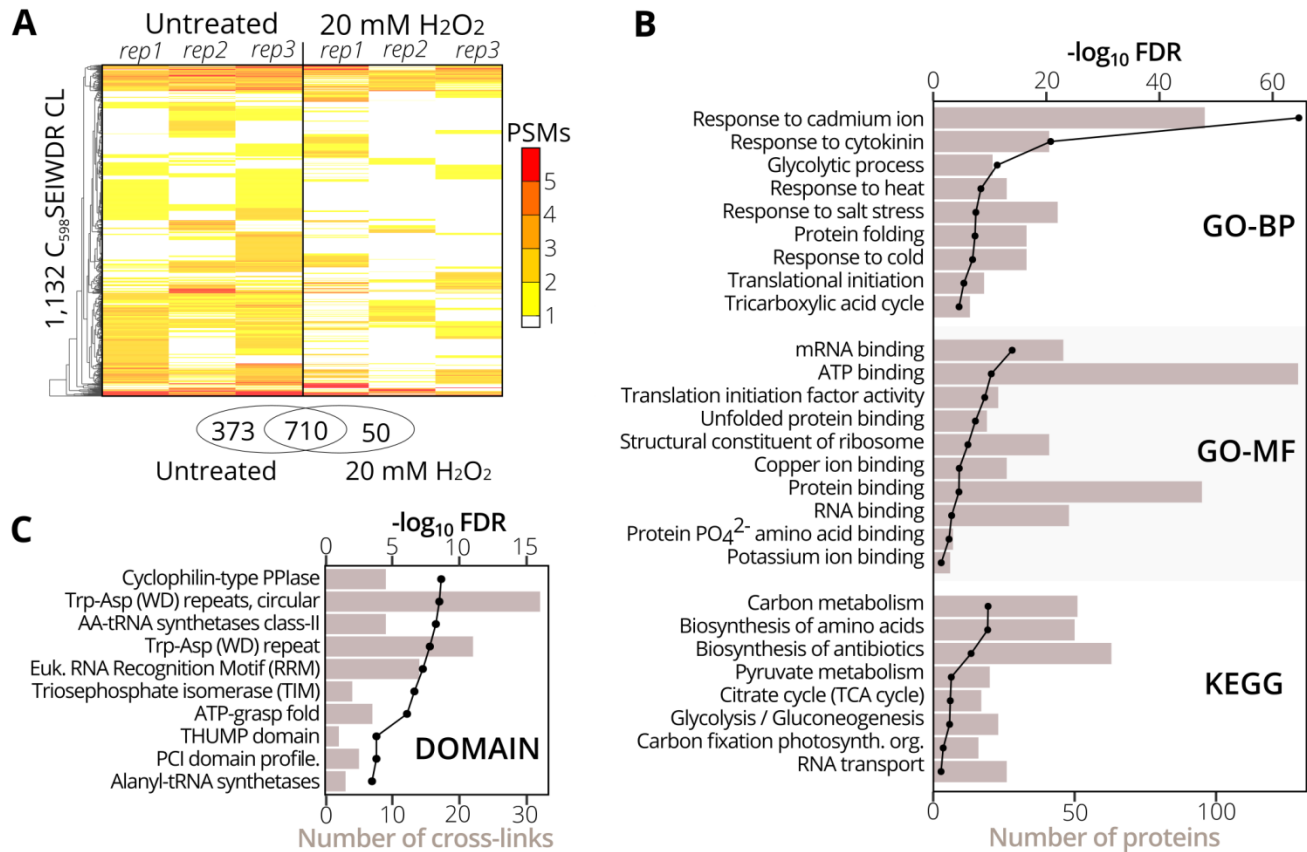 A
Untreated 20 mM H₂O₂
rep1 rep2 rep3 rep1 rep2 rep3
1,132 C₅₉₈SEIWDR CL
PSMs
5
4
3
2
1
373 710 50
Untreated 20 mM H₂O₂
B
-log₁₀ FDR
0 20 40 60
Response to cadmium ion
Response to cytokinin
Glycolytic process
Response to heat
Response to salt stress
Protein folding
Response to cold
Translational initiation
Tricarboxylic acid cycle
GO-BP
mRNA binding
ATP binding
Translation initiation factor activity
Unfolded protein binding
Structural constituent of ribosome
Copper ion binding
Protein binding
RNA binding
Protein PO₄²⁻ amino acid binding
Potassium ion binding
GO-MF
Carbon metabolism
Biosynthesis of amino acids
Biosynthesis of antibiotics
Pyruvate metabolism
Citrate cycle (TCA cycle)
Glycolysis / Gluconeogenesis
Carbon fixation photosynth. org.
RNA transport
KEGG
0 50 100
Number of proteins
C
-log₁₀ FDR
0 5 10 15
Cyclophilin-type PPIase
Trp-Asp (WD) repeats, circular
AA-tRNA synthetases class-II
Trp-Asp (WD) repeat
Euk. RNA Recognition Motif (RRM)
Triosephosphate isomerase (TIM)
ATP-grasp fold
THUMP domain
PCI domain profile.
Alanyl-tRNA synthetases
DOMAIN
0 10 20 30
Number of cross-links